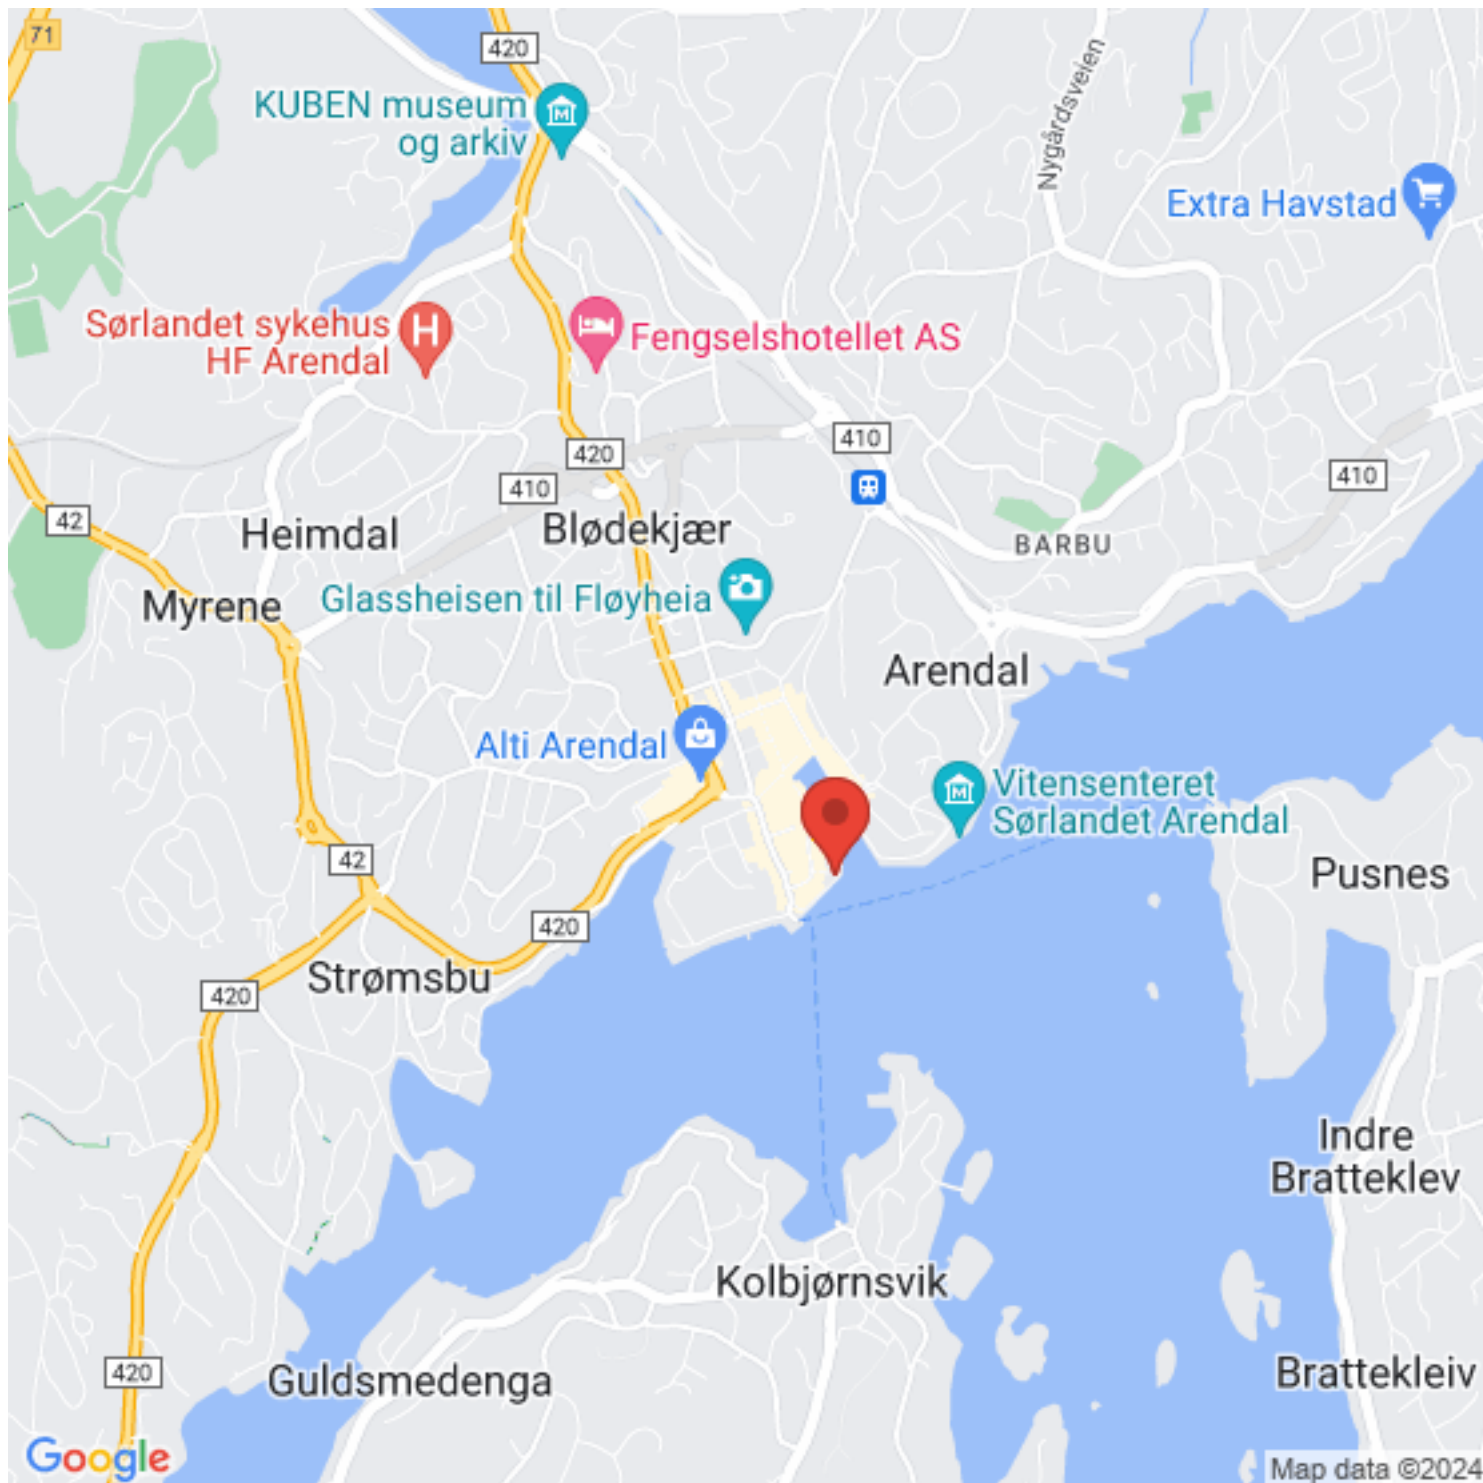 71
420
KUBEN museum
og arkiv
Nygårdsveien
Extra Havstad
Sørlandet sykehus
HF Arendal
Fengselshotellet AS
410
420
410
410
42
Heimdal
Blødekjær
BARBU
Myrene
Glassheisen til Fløyheia
Arendal
Alti Arendal
Vitensenteret
Sørlandet Arendal
42
Pusnes
420
Strømsbu
420
Indre
Bratteklev
Kolbjørnsvik
420
Guldsmedenga
Brattekleiv
Google
Map data ©2024